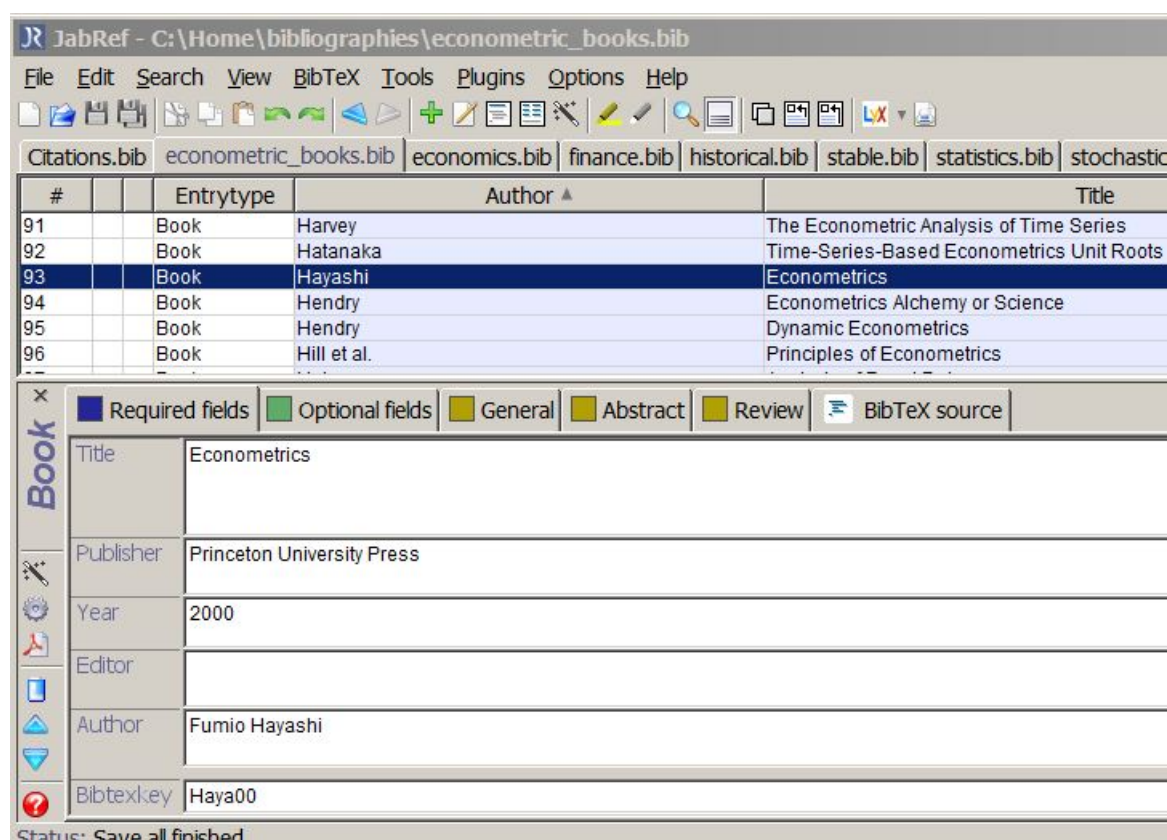 JabRef - C:\Home\bibliographies\econometric_books.bib
File Edit Search View BibTeX Tools Plugins Options Help
Citations.bib econometric_books.bib economics.bib finance.bib historical.bib stable.bib statistics.bib stochastic
# Entrytype Author Title
91 Book Harvey The Econometric Analysis of Time Series
92 Book Hatanaka Time-Series-Based Econometrics Unit Roots
93 Book Hayashi Econometrics
94 Book Hendry Econometrics Alchemy or Science
95 Book Hendry Dynamic Econometrics
96 Book Hill et al. Principles of Econometrics
Book
Required fields Optional fields General Abstract Review BibTeX source
Title Econometrics
Publisher Princeton University Press
Year 2000
Editor
Author Fumio Hayashi
Bibtexkey Haya00
Status: Save all finished